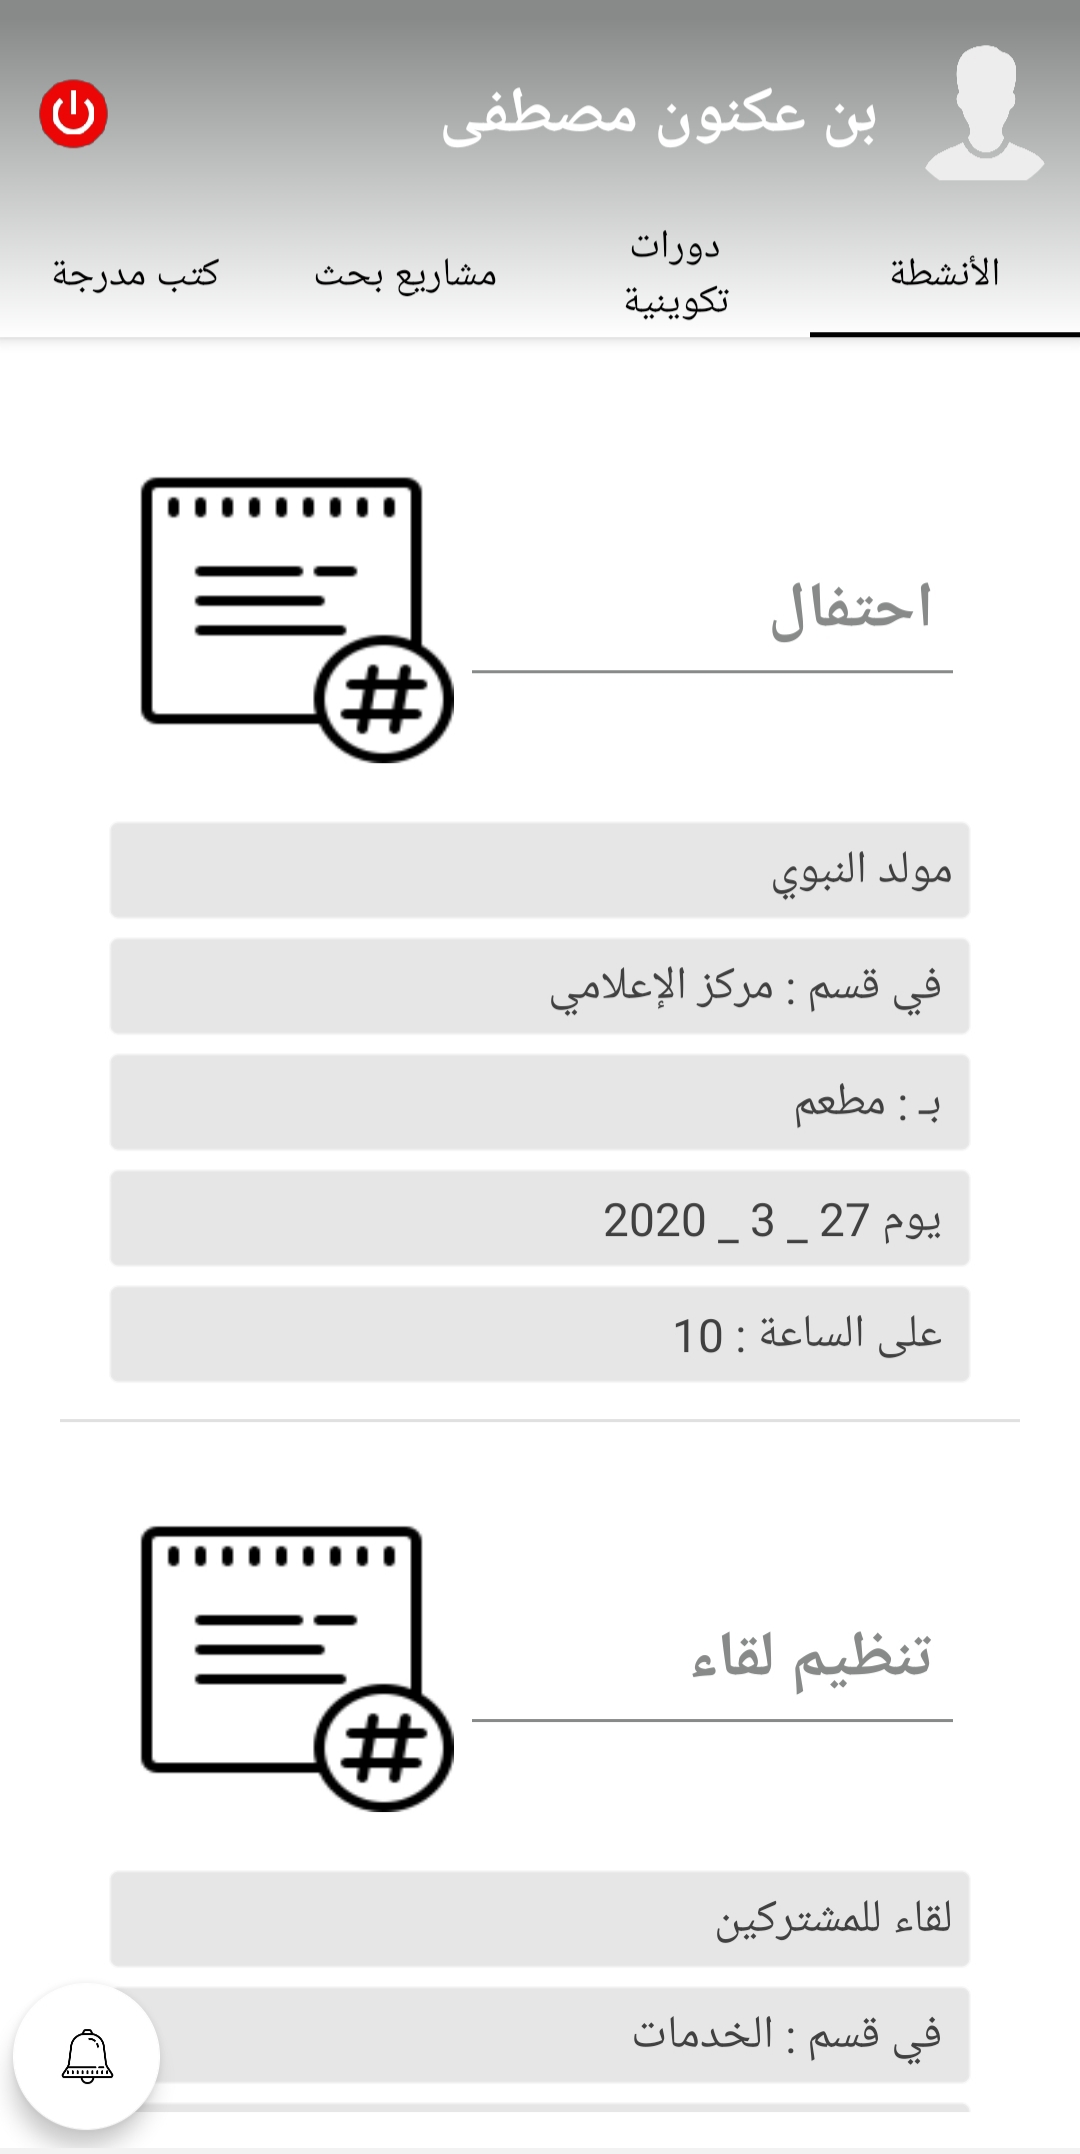 بن عكنون مصطفى
الأنشطة
دورات
تكوينية
مشاريع بحث
كتب مدرجة
احتفال
#
مولد النبوي
في قسم : مركز الإعلامي
بـ : مطعم
يوم 27 _ 3 _ 2020
على الساعة : 10
تنظيم لقاء
#
لقاء للمشتركين
في قسم : الخدمات